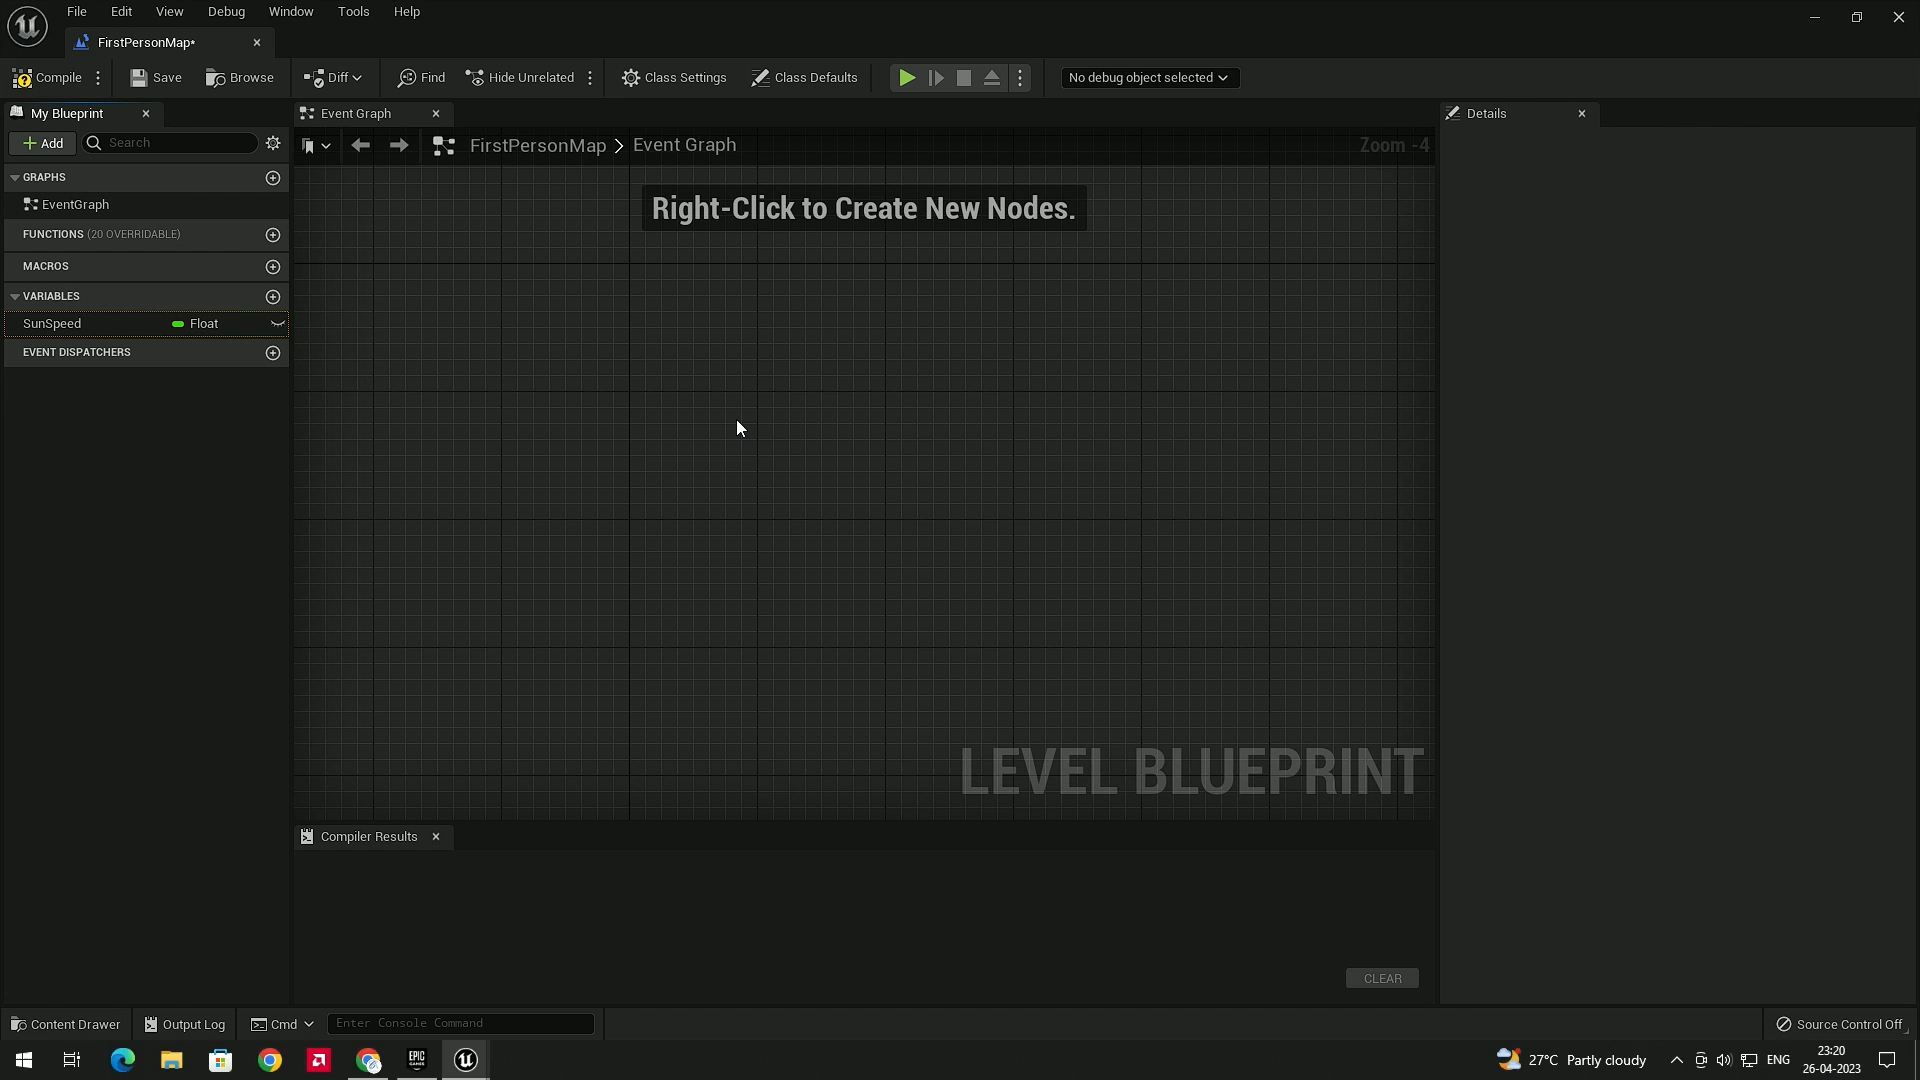 File Edit View Debug Window Tools Help
FirstPersonMap*
Compile Save Browse Diff Find Hide Unrelated Class Settings Class Defaults No debug object selected
My Blueprint
Event Graph
Details
Add Search
FirstPersonMap > Event Graph
Zoom -4
GRAPHS
EventGraph
FUNCTIONS (20 OVERRIDABLE)
MACROS
VARIABLES
SunSpeed Float
EVENT DISPATCHERS
Right-Click to Create New Nodes.
LEVEL BLUEPRINT
Compiler Results
CLEAR
Content Drawer Output Log Cmd Enter Console Command Source Control Off
EPIC GAMES
27°C Partly cloudy ENG
23:20
26-04-2023